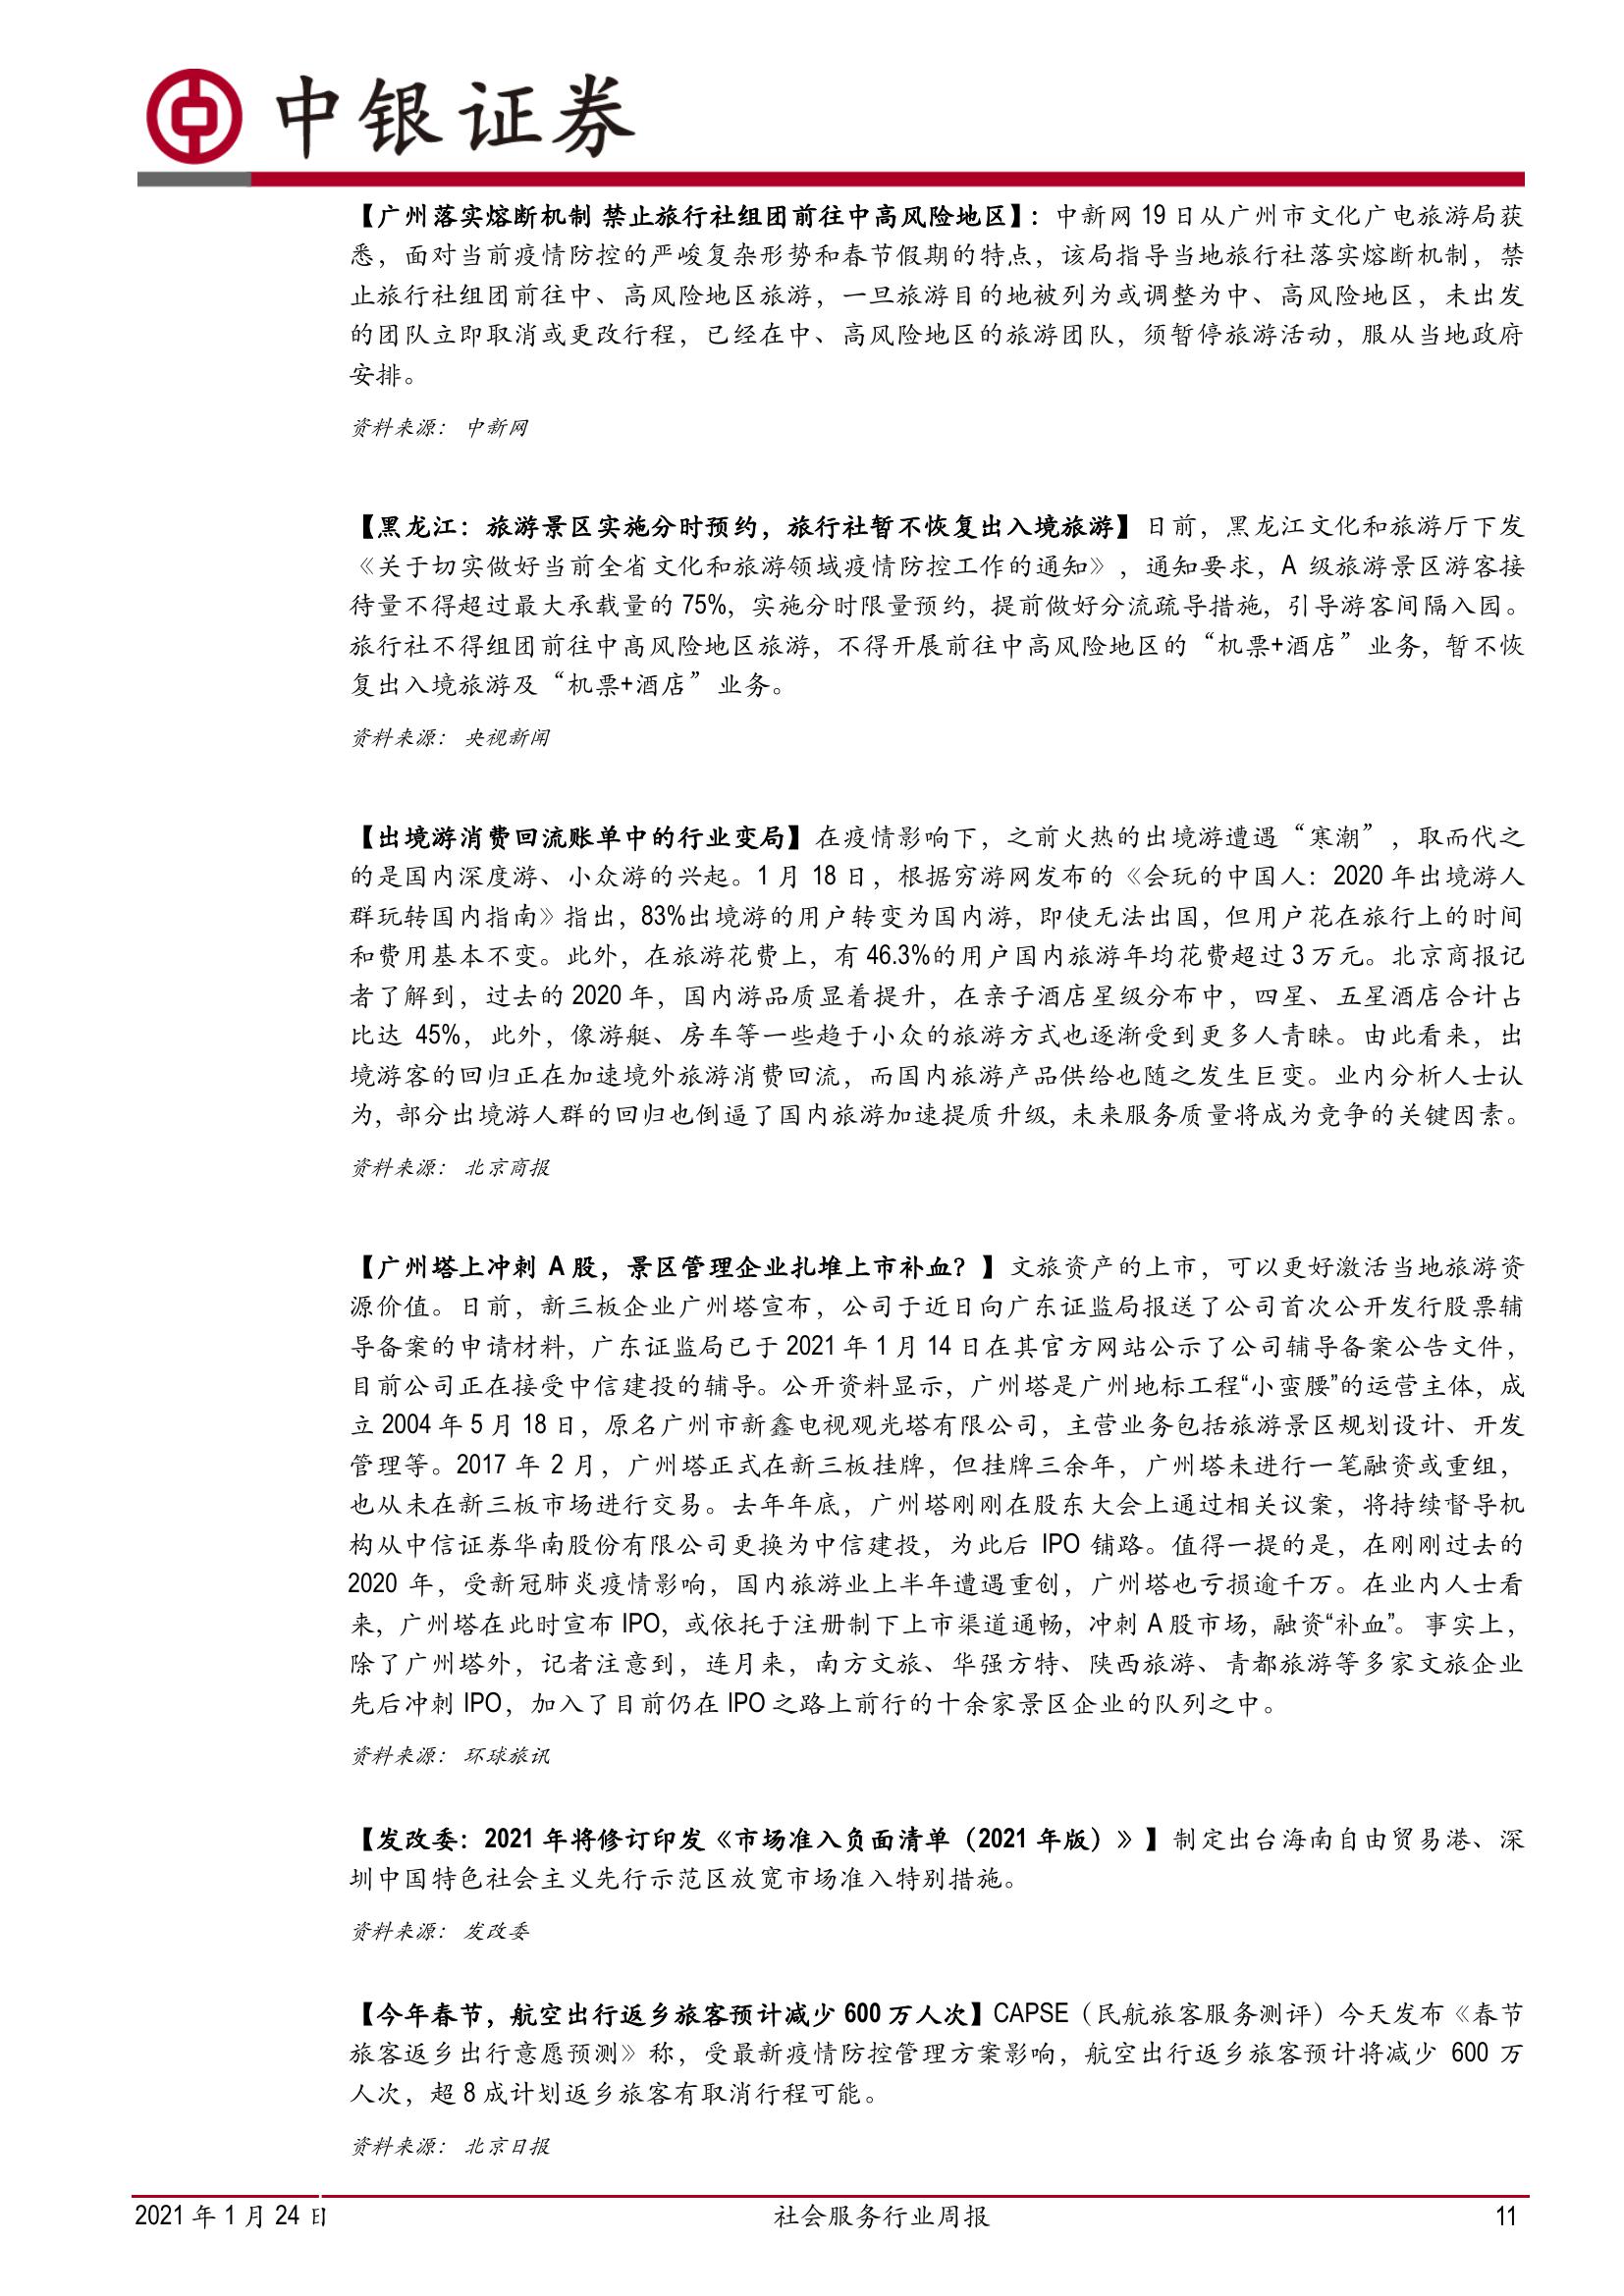 中银证券
【广州落实熔断机制 禁止旅行社组团前往中高风险地区】：中新网 19 日从广州市文化广电旅游局获
悉，面对当前疫情防控的严峻复杂形势和春节假期的特点，该局指导当地旅行社落实熔断机制，禁
止旅行社组团前往中、高风险地区旅游，一旦旅游目的地被列为或调整为中、高风险地区，未出发
的团队立即取消或更改行程，已经在中、高风险地区的旅游团队，须暂停旅游活动，服从当地政府
安排。
资料来源： 中新网
【黑龙江：旅游景区实施分时预约，旅行社暂不恢复出入境旅游】日前，黑龙江文化和旅游厅下发
《关于切实做好当前全省文化和旅游领域疫情防控工作的通知》，通知要求，A 级旅游景区游客接
待量不得超过最大承载量的 75%，实施分时限量预约，提前做好分流疏导措施，引导游客间隔入园。
旅行社不得组团前往中高风险地区旅游，不得开展前往中高风险地区的“机票+酒店”业务，暂不恢
复出入境旅游及“机票+酒店”业务。
资料来源： 央视新闻
【出境游消费回流账单中的行业变局】在疫情影响下，之前火热的出境游遭遇“寒潮”，取而代之
的是国内深度游、小众游的兴起。1 月 18 日，根据穷游网发布的《会玩的中国人：2020 年出境游人
群玩转国内指南》指出，83%出境游的用户转变为国内游，即使无法出国，但用户花在旅行上的时间
和费用基本不变。此外，在旅游花费上，有 46.3%的用户国内旅游年均花费超过 3 万元。北京商报记
者了解到，过去的 2020 年，国内游品质显着提升，在亲子酒店星级分布中，四星、五星酒店合计占
比达 45%，此外，像游艇、房车等一些趋于小众的旅游方式也逐渐受到更多人青睐。由此看来，出
境游客的回归正在加速境外旅游消费回流，而国内旅游产品供给也随之发生巨变。业内分析人士认
为，部分出境游人群的回归也倒逼了国内旅游加速提质升级，未来服务质量将成为竞争的关键因素。
资料来源： 北京商报
【广州塔上冲刺 A 股，景区管理企业扎堆上市补血？】文旅资产的上市，可以更好激活当地旅游资
源价值。日前，新三板企业广州塔宣布，公司于近日向广东证监局报送了公司首次公开发行股票辅
导备案的申请材料，广东证监局已于 2021 年 1 月 14 日在其官方网站公示了公司辅导备案公告文件，
目前公司正在接受中信建投的辅导。公开资料显示，广州塔是广州地标工程“小蛮腰”的运营主体，成
立 2004 年 5 月 18 日，原名广州市新鑫电视观光塔有限公司，主营业务包括旅游景区规划设计、开发
管理等。2017 年 2 月，广州塔正式在新三板挂牌，但挂牌三余年，广州塔未进行一笔融资或重组，
也从未在新三板市场进行交易。去年年底，广州塔刚刚在股东大会上通过相关议案，将持续督导机
构从中信证券华南股份有限公司更换为中信建投，为此后 IPO 铺路。值得一提的是，在刚刚过去的
2020 年，受新冠肺炎疫情影响，国内旅游业上半年遭遇重创，广州塔也亏损逾千万。在业内人士看
来，广州塔在此时宣布 IPO，或依托于注册制下上市渠道通畅，冲刺 A 股市场，融资“补血”。 事实上，
除了广州塔外，记者注意到，连月来，南方文旅、华强方特、陕西旅游、青都旅游等多家文旅企业
先后冲刺 IPO，加入了目前仍在 IPO 之路上前行的十余家景区企业的队列之中。
资料来源： 环球旅讯
【发改委：2021 年将修订印发《市场准入负面清单（2021 年版）》】制定出台海南自由贸易港、深
圳中国特色社会主义先行示范区放宽市场准入特别措施。
资料来源： 发改委
【今年春节，航空出行返乡旅客预计减少 600 万人次】CAPSE（民航旅客服务测评）今天发布《春节
旅客返乡出行意愿预测》称，受最新疫情防控管理方案影响，航空出行返乡旅客预计将减少 600 万
人次，超 8 成计划返乡旅客有取消行程可能。
资料来源： 北京日报
2021 年 1 月 24 日 社会服务行业周报 11